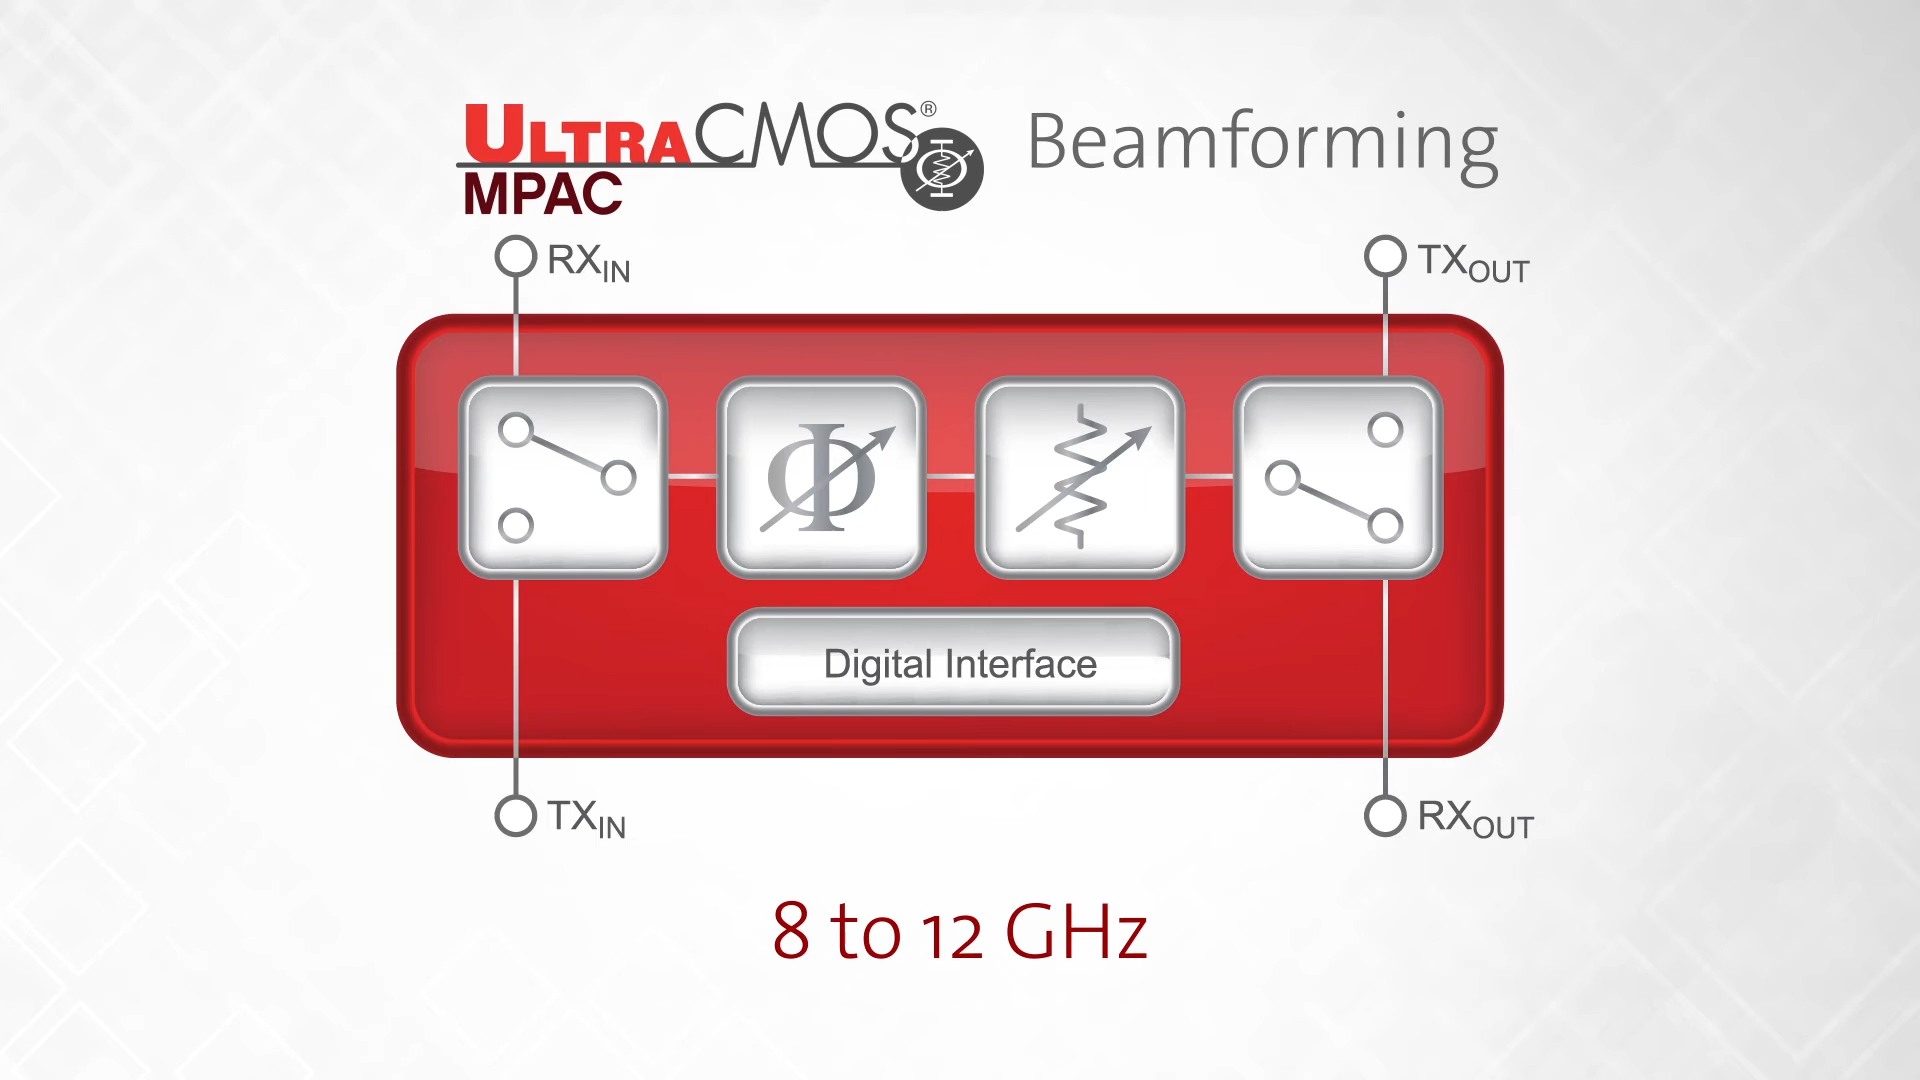 ULTRACMOS® Beamforming
MPAC
RXIN TXOUT
Φ
Digital Interface
TXIN RXOUT
8 to 12 GHz